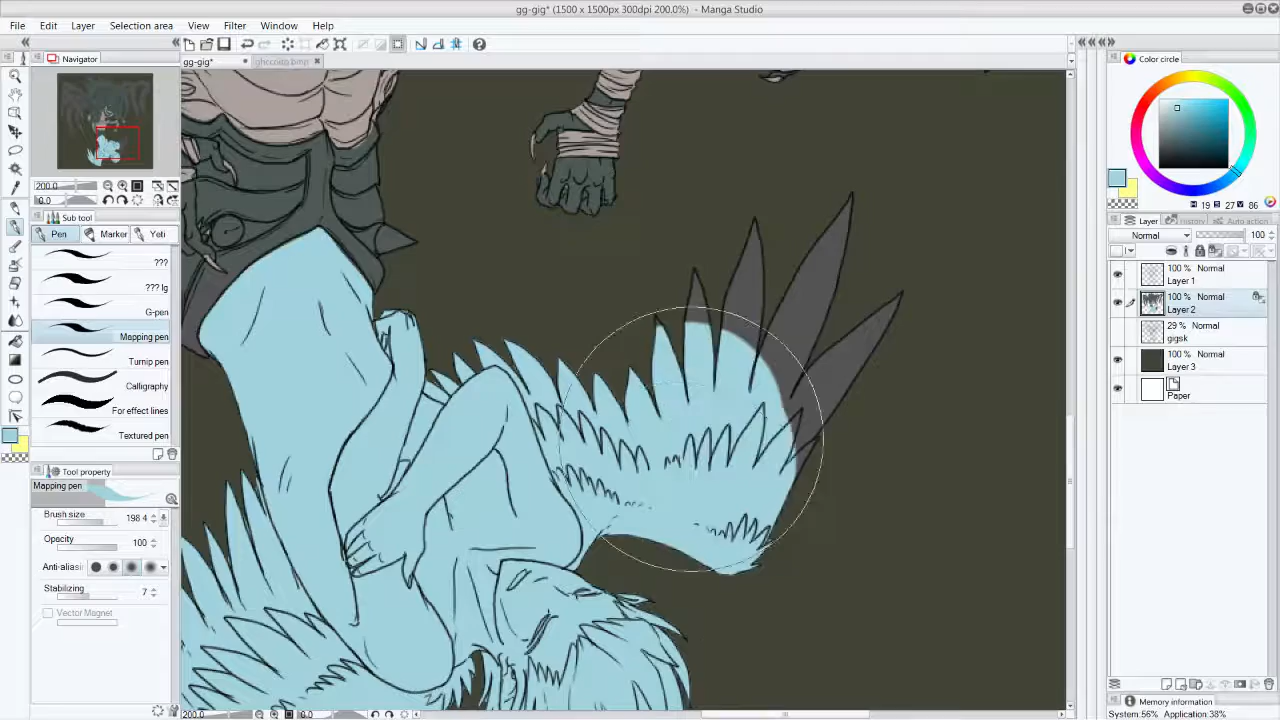 gg-gig* (1500 x 1500px 300dpi 200.0%) - Manga Studio
File Edit Layer Selection area View Filter Window Help
gg-gig*
Navigator
200.0
0.0
Sub tool
Pen Marker Yeti
???
??? lg
G-pen
Mapping pen
Turnip pen
Calligraphy
For effect lines
Textured pen
Tool property
Mapping pen
Brush size 198.4
Opacity 100
Anti-aliasi
Stabilizing 7
Vector Magnet
200.0 0.0
Color circle
H 19 27 86
Layer History Auto action
Normal 100
100 % Normal
Layer 1
100 % Normal
Layer 2
29 % Normal
gigsk
100 % Normal
Layer 3
Paper
Memory information
System:56% Application:38%